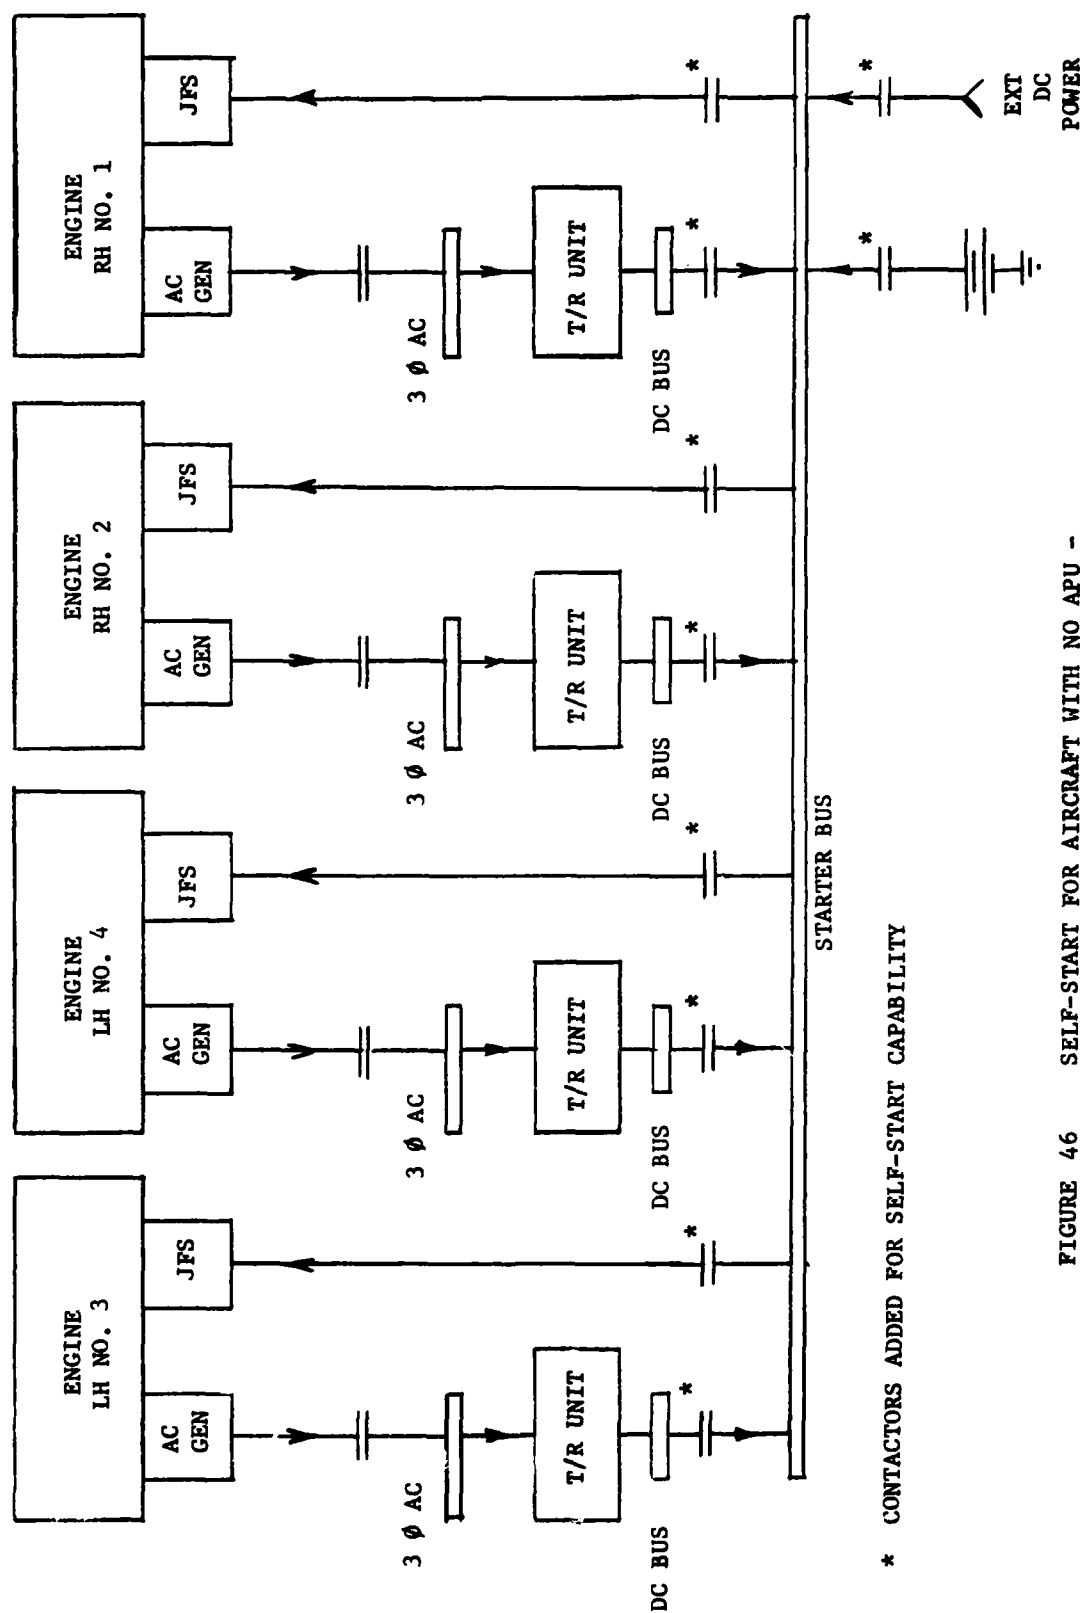 ENGINE
LH NO. 3
ENGINE
LH NO. 4
ENGINE
RH NO. 2
ENGINE
RH NO. 1
AC
GEN
JFS
AC
GEN
JFS
AC
GEN
JFS
AC
GEN
JFS
3 Ø AC
3 Ø AC
3 Ø AC
3 Ø AC
T/R UNIT
T/R UNIT
T/R UNIT
T/R UNIT
DC BUS
*
*
DC BUS
*
*
DC BUS
*
*
DC BUS
*
*
STARTER BUS
*
*
* CONTACTORS ADDED FOR SELF-START CAPABILITY
EXT
DC
POWER
FIGURE 46 SELF-START FOR AIRCRAFT WITH NO APU -